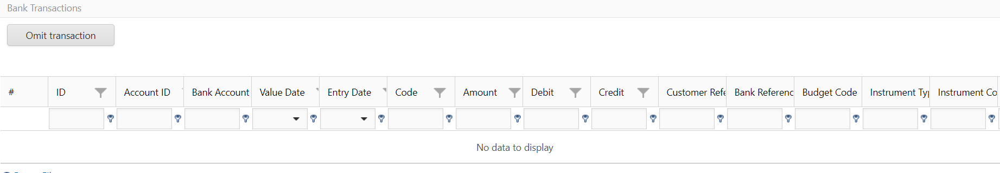 Bank Transactions
Omit transaction
# ID Account ID Bank Account Value Date Entry Date Code Amount Debit Credit Customer Refe Bank Referenc Budget Code Instrument Ty Instrument Co
No data to display